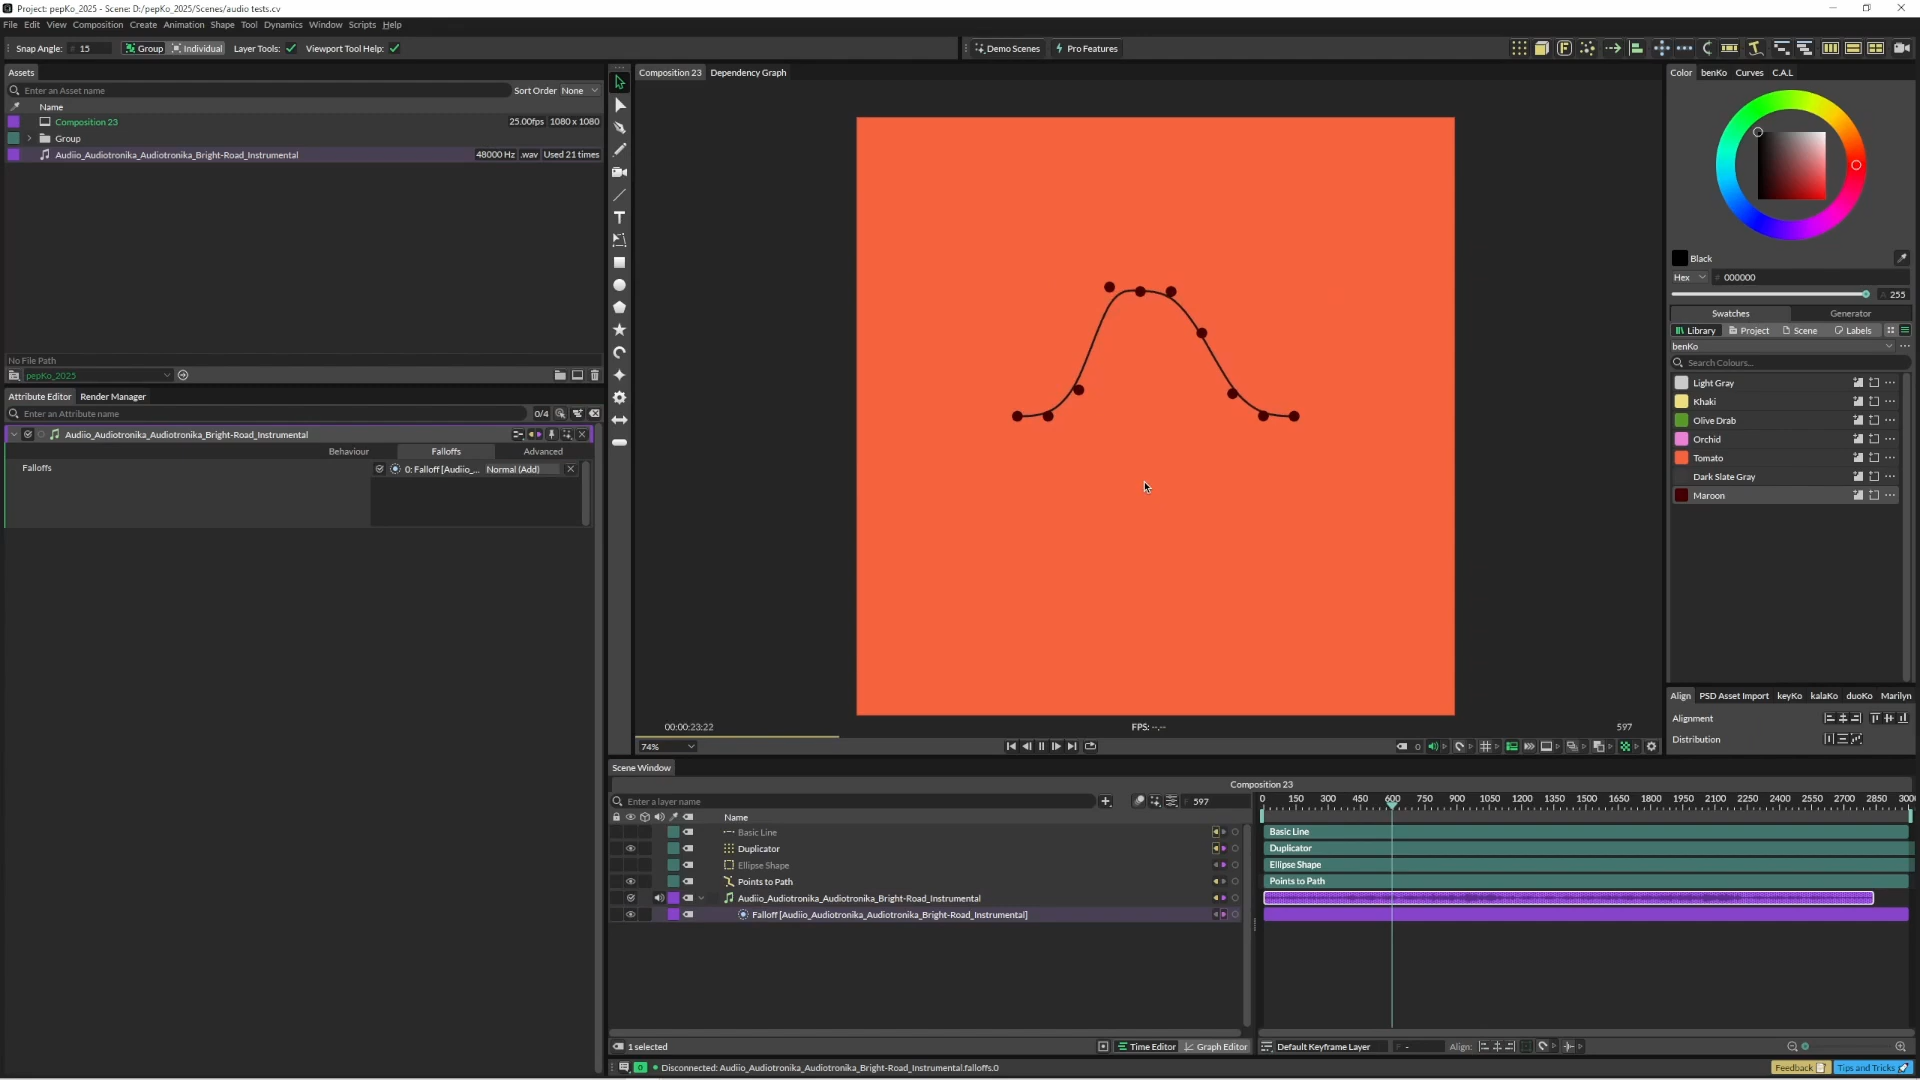 Project: pepKo_2025 - Scene: D:/pepKo_2025/Scenes/audio tests.cv
File Edit View Composition Create Animation Shape Tool Dynamics Window Scripts Help
Snap Angle: 15 Group Individual Layer Tools: Viewport Tool Help: Demo Scenes Pro Features
Assets
Enter an Asset name Sort Order None
Name
Composition 23 25.00fps 1080 x 1080
Group
Audiio_Audiotronika_Audiotronika_Bright-Road_Instrumental 48000 Hz .wav Used 21 times
No File Path
pepKo_2025
Attribute Editor Render Manager
Enter an Attribute name 0/4
Audiio_Audiotronika_Audiotronika_Bright-Road_Instrumental
Behaviour Falloffs Advanced
Falloffs 0: Falloff [Audiio_... Normal (Add)
Composition 23 Dependency Graph
00:00:23:22 FPS: --.-- 597
74%
Color benKo Curves C.A.L
Black
Hex 000000
255
Swatches Generator
Library Project Scene Labels
benKo
Search Colours...
Light Gray
Khaki
Olive Drab
Orchid
Tomato
Dark Slate Gray
Maroon
Align PSD Asset Import keyKo kalaKo duoKo Marilyn
Alignment
Distribution
Scene Window
Composition 23
Enter a layer name 597
0 150 300 450 600 750 900 1050 1200 1350 1500 1650 1800 1950 2100 2250 2400 2550 2700 2850 3000
Name
Basic Line Basic Line
Duplicator Duplicator
Ellipse Shape Ellipse Shape
Points to Path Points to Path
Audiio_Audiotronika_Audiotronika_Bright-Road_Instrumental
Falloff [Audiio_Audiotronika_Audiotronika_Bright-Road_Instrumental]
1 selected Time Editor Graph Editor Default Keyframe Layer F - Align:
0 Disconnected: Audiio_Audiotronika_Audiotronika_Bright-Road_Instrumental.falloffs.0 Feedback Tips and Tricks